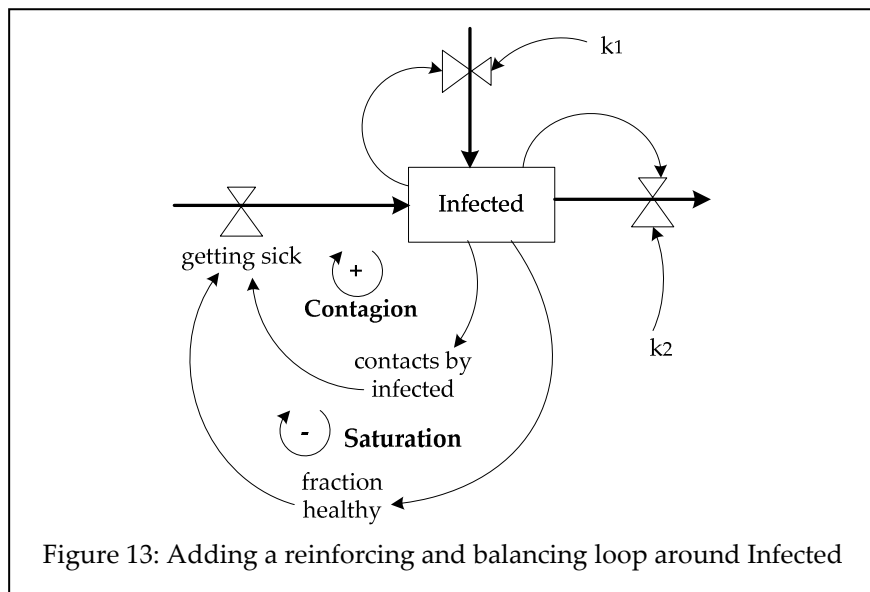 k1
Infected
getting sick
+
Contagion
contacts by
infected
k2
-
Saturation
fraction
healthy
Figure 13: Adding a reinforcing and balancing loop around Infected